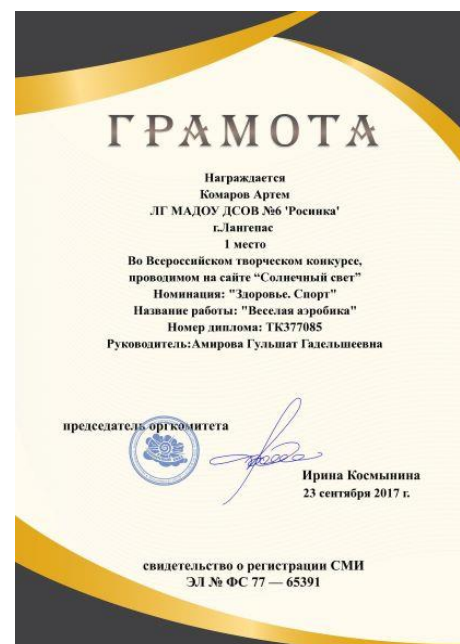 ГРАМОТА
Награждается
Комаров Артем
ЛГ МАДОУ ДСОВ №6 'Росинка'
г.Лангепас
1 место
Во Всероссийском творческом конкурсе,
проводимом на сайте “Солнечный свет”
Номинация: "Здоровье. Спорт"
Название работы: "Веселая аэробика"
Номер диплома: ТК377085
Руководитель:Амирова Гульшат Гадельшеевна
председатель оргкомитета
Ирина Космынина
23 сентября 2017 г.
свидетельство о регистрации СМИ
ЭЛ № ФС 77 — 65391